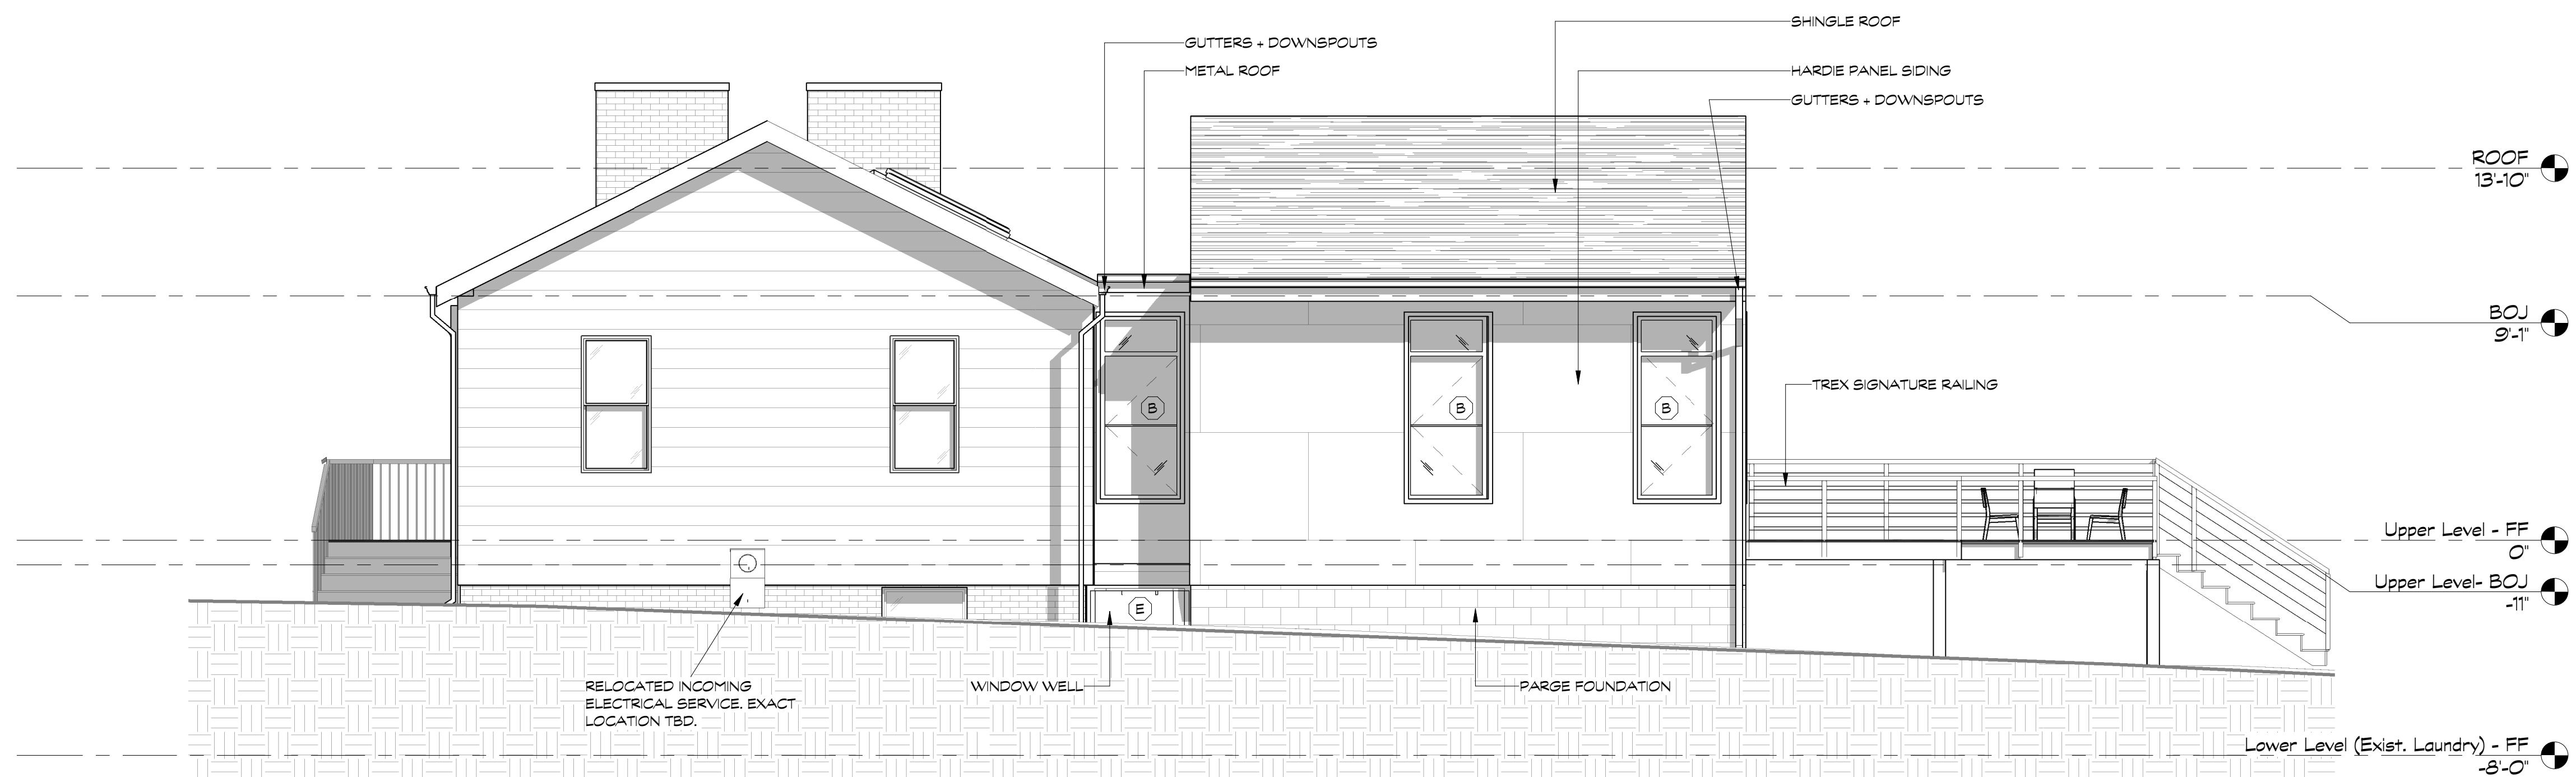 SHINGLE ROOF
GUTTERS + DOWNSPOUTS
METAL ROOF
HARDIE PANEL SIDING
GUTTERS + DOWNSPOUTS
ROOF
13'-10"
BOJ
9'-1"
TREX SIGNATURE RAILING
B
B
B
Upper Level - FF
0"
Upper Level- BOJ
-11"
E
RELOCATED INCOMING
ELECTRICAL SERVICE. EXACT
LOCATION TBD.
WINDOW WELL
PARGE FOUNDATION
Lower Level (Exist. Laundry) - FF
-8'-0"